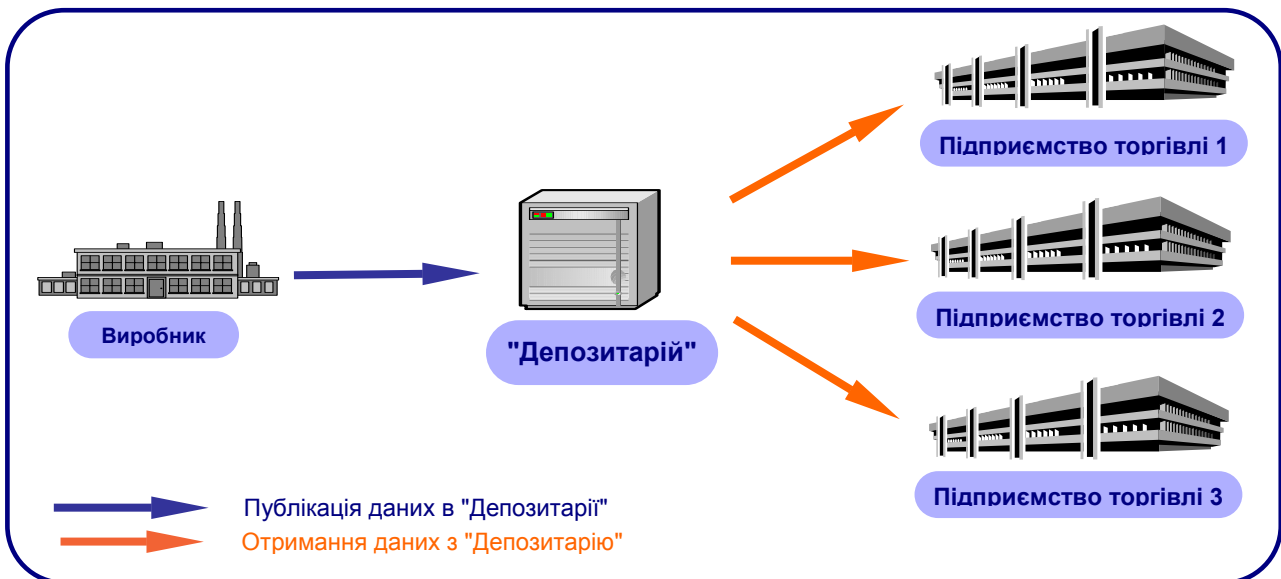 Підприємство торгівлі 1
Виробник
"Депозитарій"
Підприємство торгівлі 2
Підприємство торгівлі 3
Публікація даних в "Депозитарії"
Отримання даних з "Депозитарію"